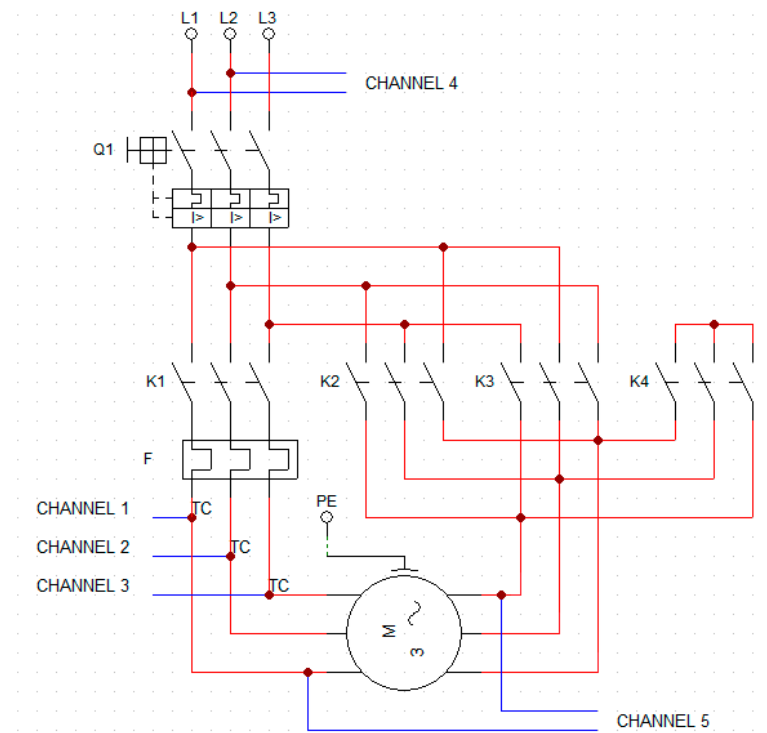 L1 L2 L3
CHANNEL 4
Q1
I> I> I>
K1 K2 K3 K4
F
CHANNEL 1 TC
PE
CHANNEL 2 TC
CHANNEL 3 TC
M
3
CHANNEL 5